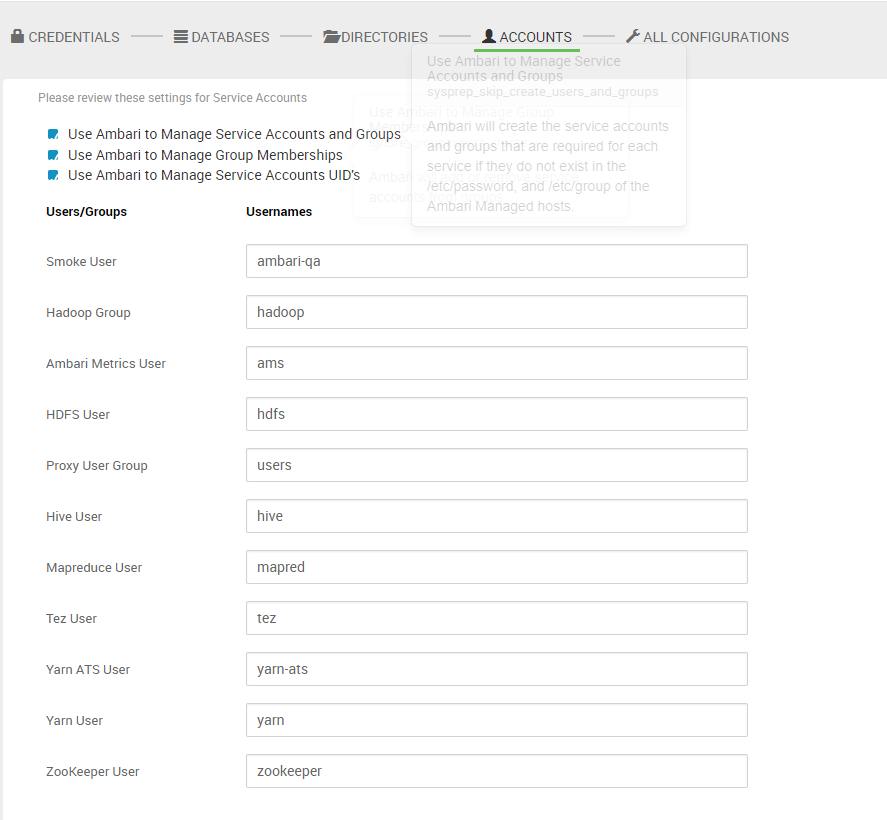 CREDENTIALS DATABASES DIRECTORIES ACCOUNTS ALL CONFIGURATIONS
Use Ambari to Manage Service
Accounts and Groups
sysprep_skip_create_users_and_groups
Ambari will create the service accounts
and groups that are required for each
service if they do not exist in the
/etc/password, and /etc/group of the
Ambari Managed hosts.
Use Ambari to Manage Group
Please review these settings for Service Accounts
Use Ambari to Manage Service Accounts and Groups
Use Ambari to Manage Group Memberships
Use Ambari to Manage Service Accounts UID's
Users/Groups Usernames
Smoke User ambari-qa
Hadoop Group hadoop
Ambari Metrics User ams
HDFS User hdfs
Proxy User Group users
Hive User hive
Mapreduce User mapred
Tez User tez
Yarn ATS User yarn-ats
Yarn User yarn
ZooKeeper User zookeeper